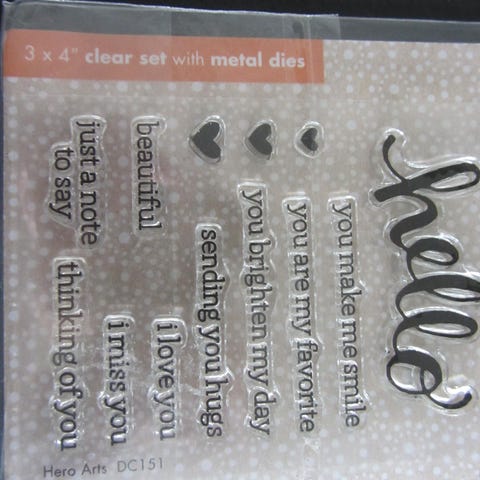 3 x 4" clear set with metal dies
hello
you make me smile
you are my favorite
you brighten my day
sending you hugs
beautiful
i love you
just a note
to say
i miss you
thinking of you
Hero Arts DC151